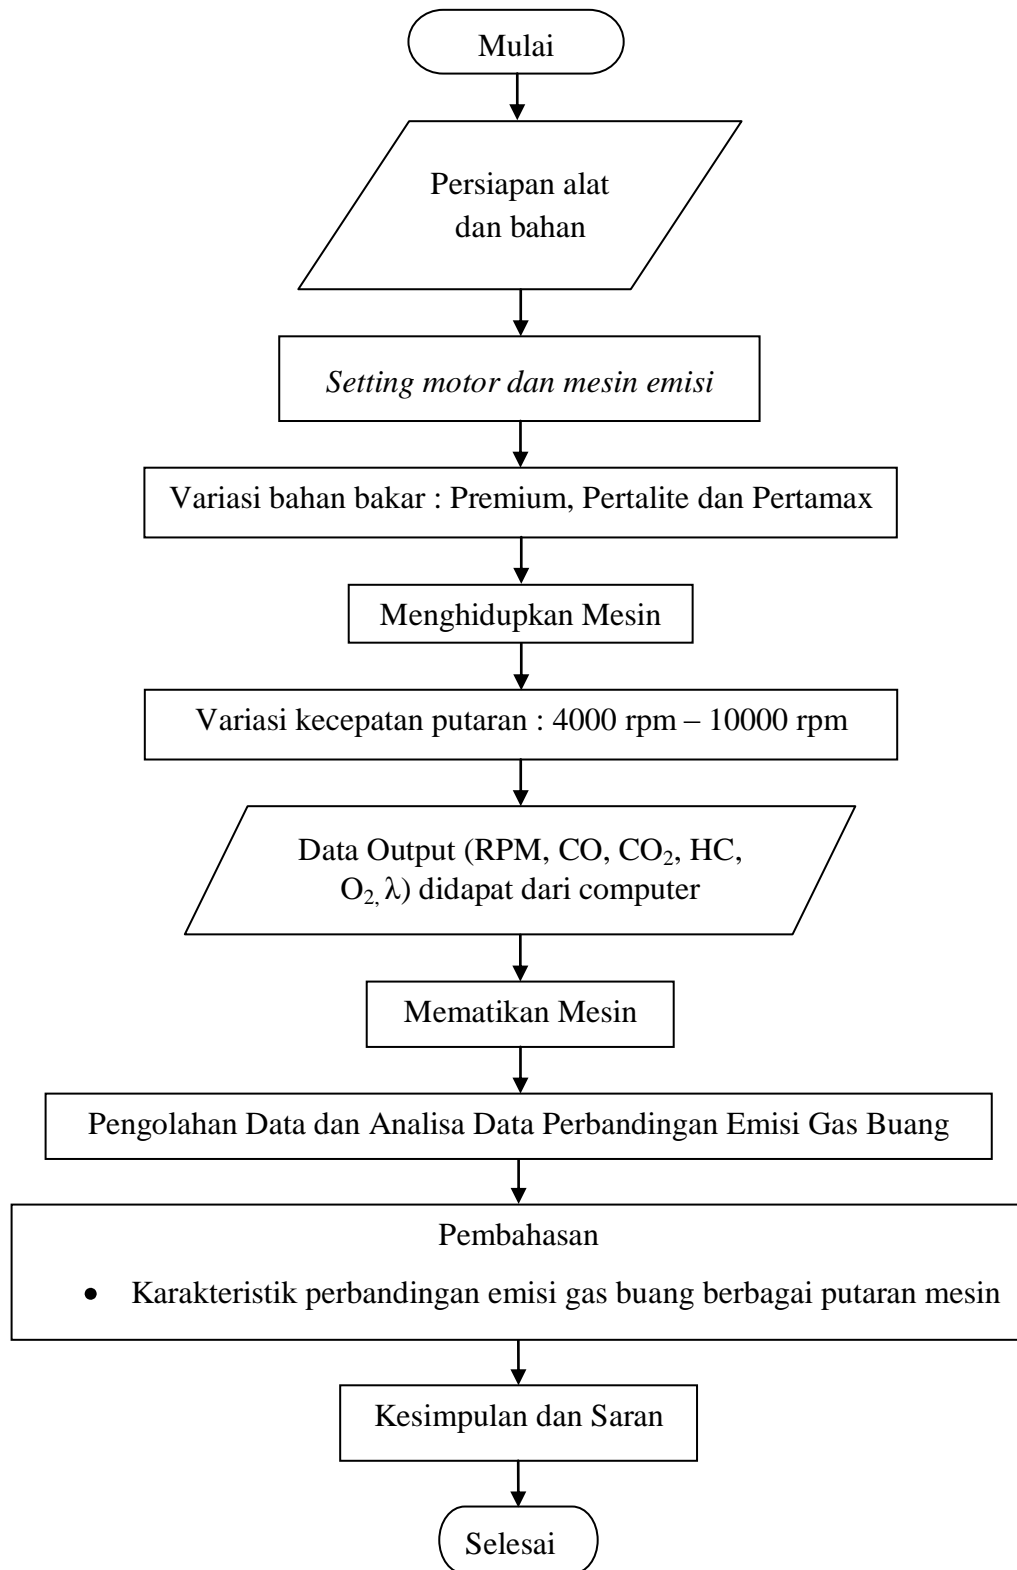 Mulai
Persiapan alat
dan bahan
Setting motor dan mesin emisi
Variasi bahan bakar : Premium, Pertalite dan Pertamax
Menghidupkan Mesin
Variasi kecepatan putaran : 4000 rpm – 10000 rpm
Data Output (RPM, CO, CO₂, HC,
O₂, λ) didapat dari computer
Mematikan Mesin
Pengolahan Data dan Analisa Data Perbandingan Emisi Gas Buang
Pembahasan
• Karakteristik perbandingan emisi gas buang berbagai putaran mesin
Kesimpulan dan Saran
Selesai